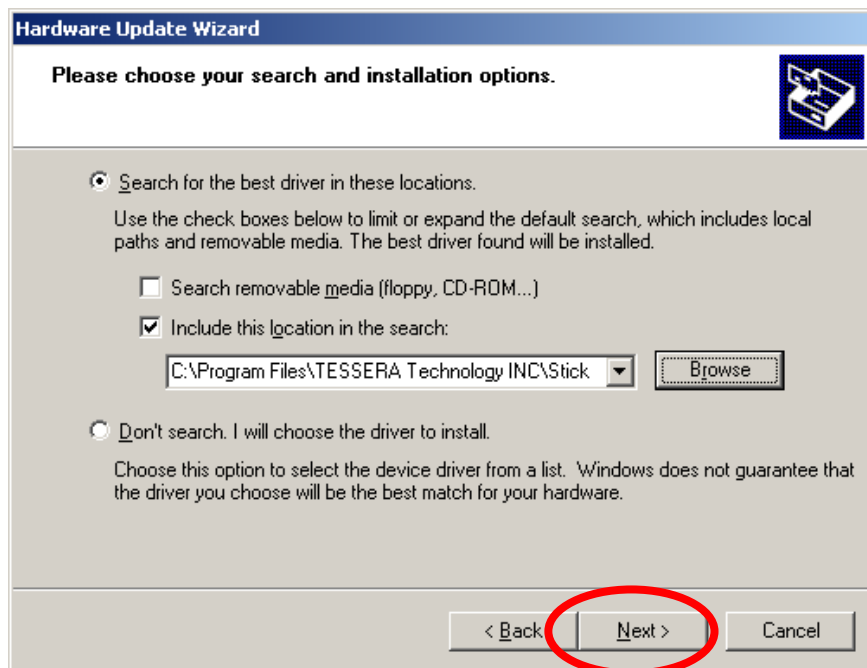 Hardware Update Wizard
Please choose your search and installation options.
Search for the best driver in these locations.
Use the check boxes below to limit or expand the default search, which includes local
paths and removable media. The best driver found will be installed.
Search removable media (floppy, CD-ROM...)
Include this location in the search:
C:\Program Files\TESSERA Technology INC\Stick
Browse
Don't search. I will choose the driver to install.
Choose this option to select the device driver from a list. Windows does not guarantee that
the driver you choose will be the best match for your hardware.
< Back Next > Cancel